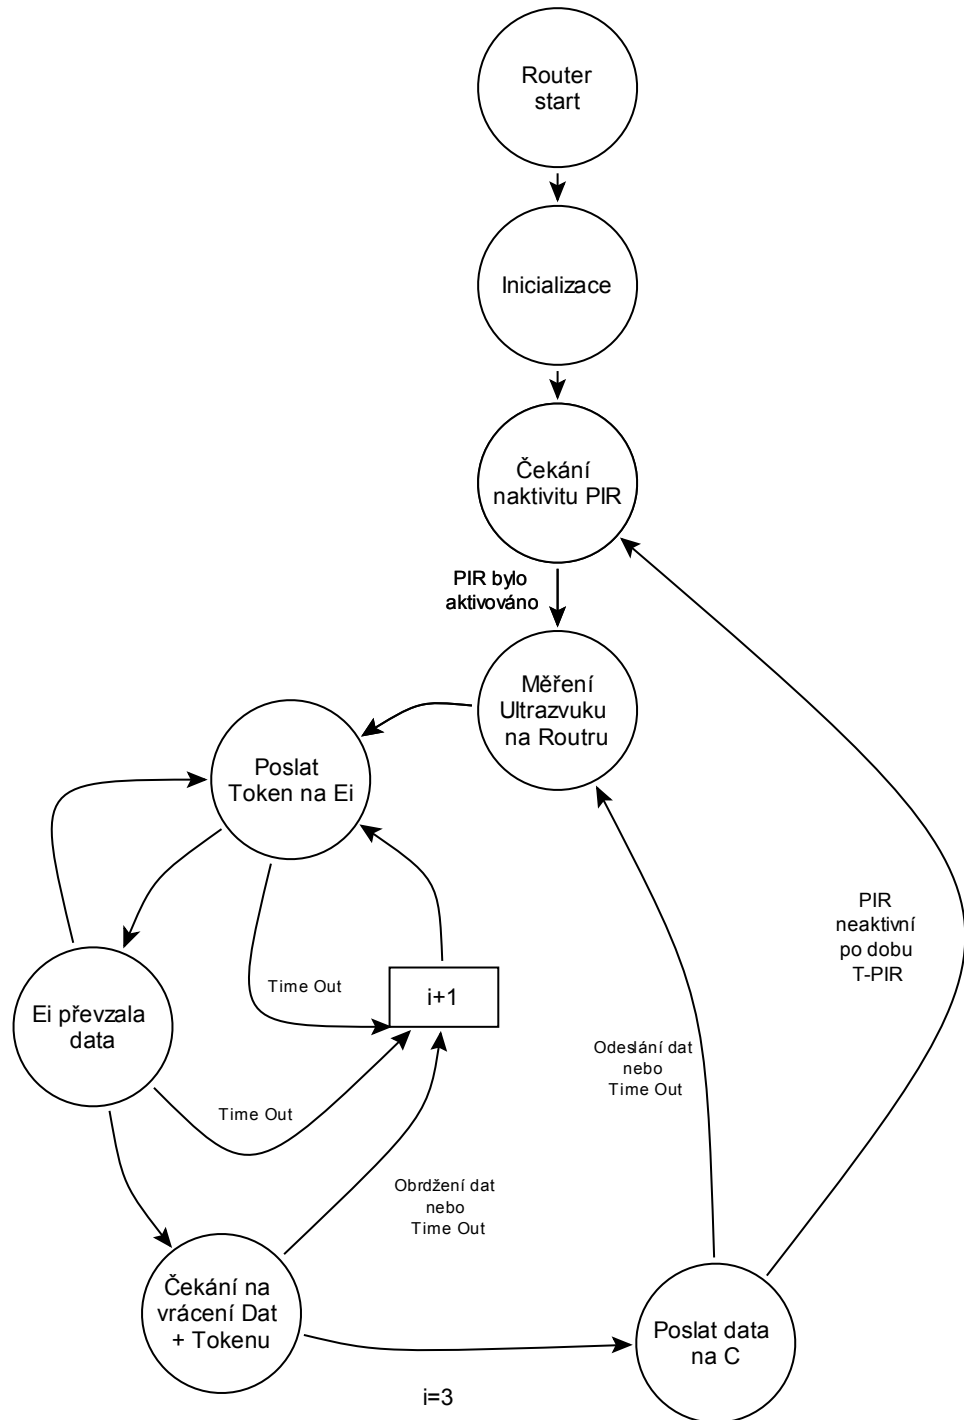 Router
start
Inicializace
Čekání
naktivitu PIR
PIR bylo
aktivováno
Měření
Ultrazvuku
na Routru
Poslat
Token na Ei
PIR
neaktivní
po dobu
T-PIR
Time Out
i+1
Ei převzala
data
Odeslání dat
nebo
Time Out
Time Out
Obrdžení dat
nebo
Time Out
Čekání na
vrácení Dat
+ Tokenu
Poslat data
na C
i=3